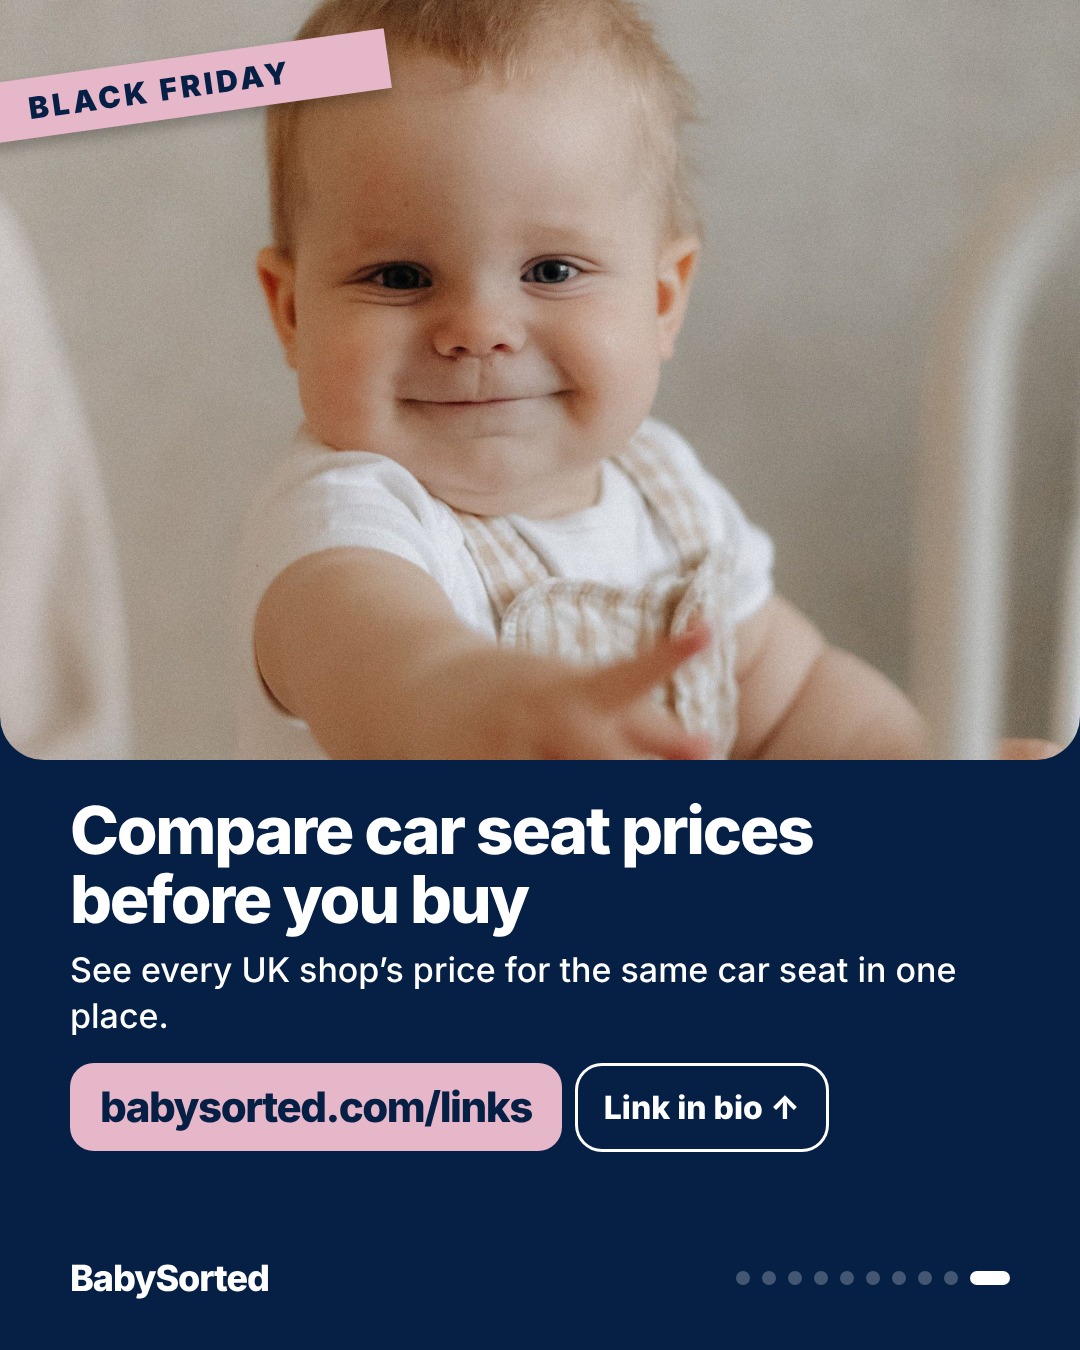 BLACK FRIDAY
Compare car seat prices
before you buy
See every UK shop’s price for the same car seat in one
place.
babysorted.com/links
Link in bio ↑
BabySorted